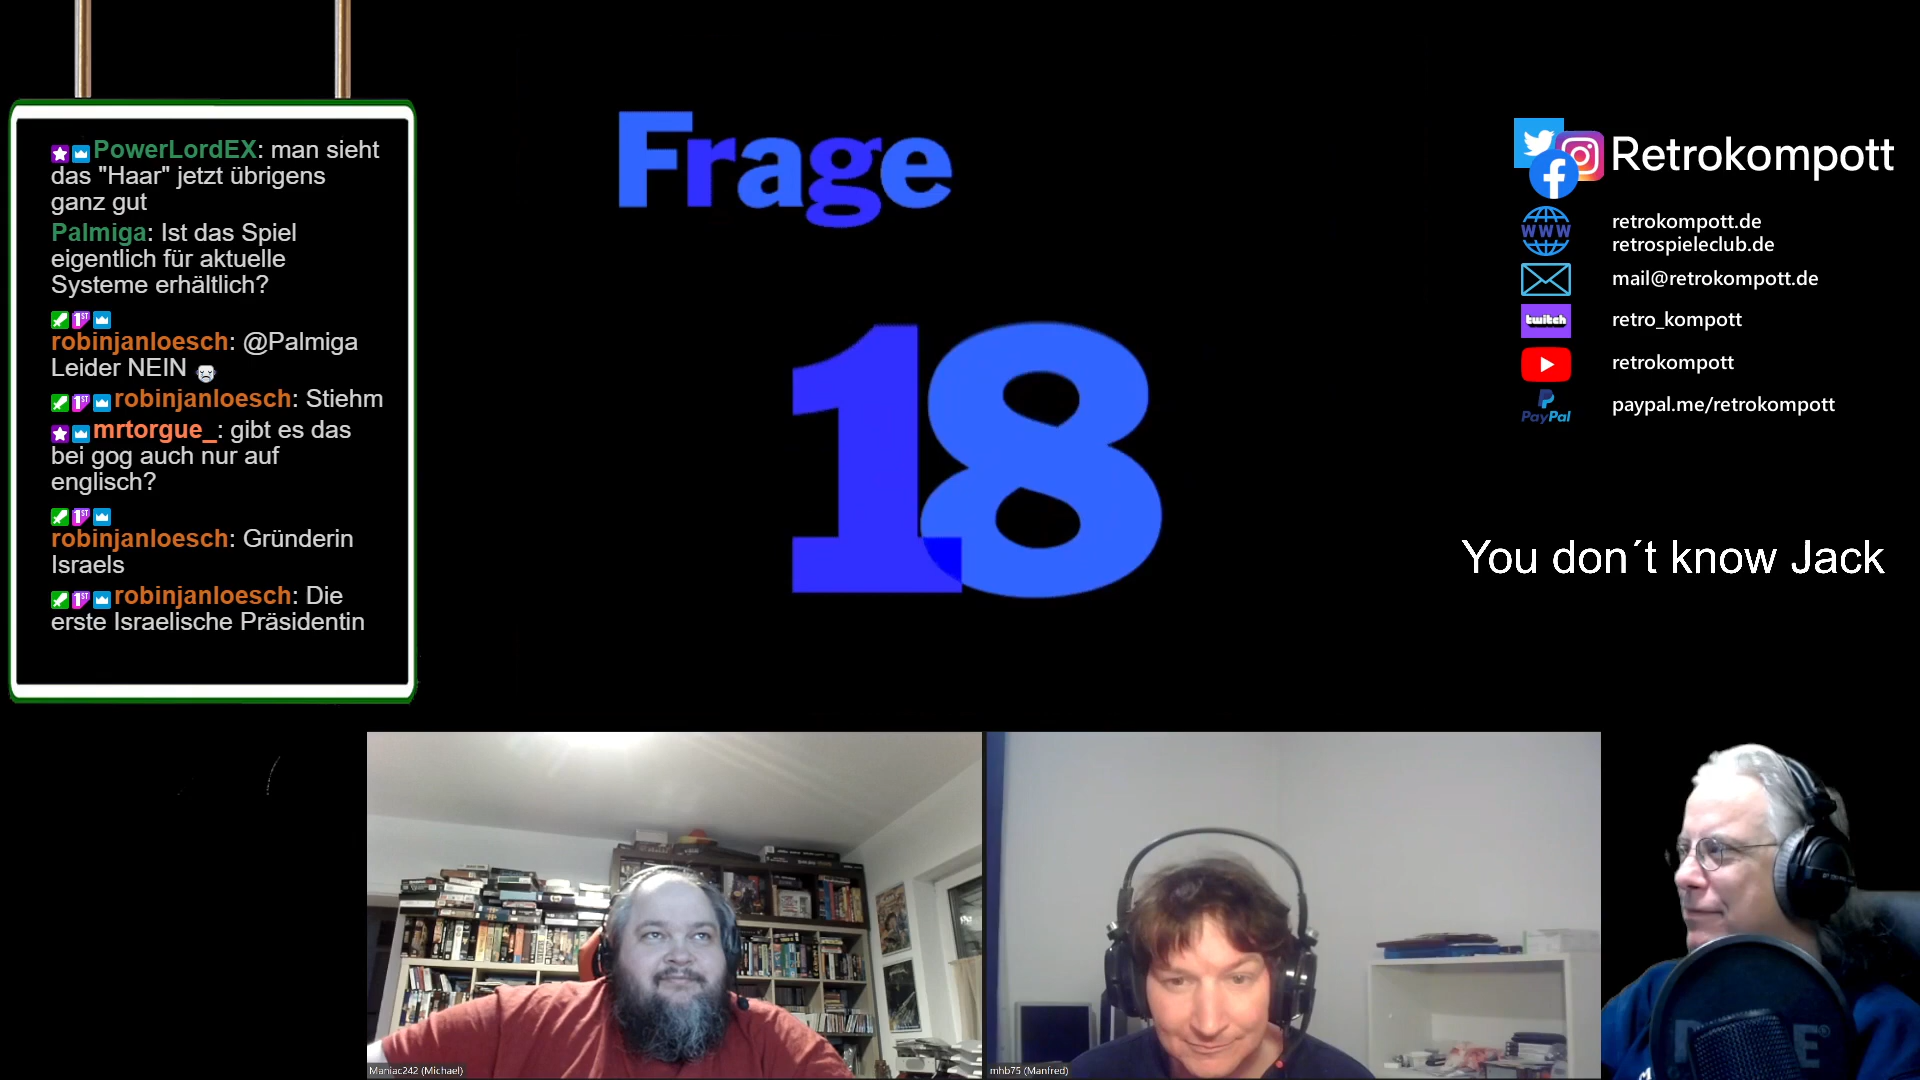 PowerLordEX: man sieht
das "Haar" jetzt übrigens
ganz gut
Palmiga: Ist das Spiel
eigentlich für aktuelle
Systeme erhältlich?
robinjanloesch: @Palmiga
Leider NEIN
robinjanloesch: Stiehm
mrtorgue_: gibt es das
bei gog auch nur auf
englisch?
robinjanloesch: Gründerin
Israels
robinjanloesch: Die
erste Israelische Präsidentin
Frage
18
Retrokompott
www
retrokompott.de
retrospieleclub.de
mail@retrokompott.de
twitch
retro_kompott
retrokompott
PayPal
paypal.me/retrokompott
You don´t know Jack
Maniac242 (Michael)
mhb75 (Manfred)